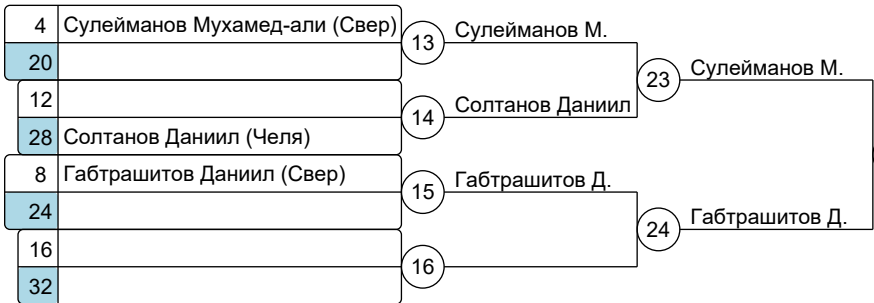 4 Сулейманов Мухамед-али (Свер)
20
13 Сулейманов М.
12
28 Солтанов Даниил (Челя)
14 Солтанов Даниил
23 Сулейманов М.
8 Габтрашитов Даниил (Свер)
24
15 Габтрашитов Д.
16
32
16
24 Габтрашитов Д.